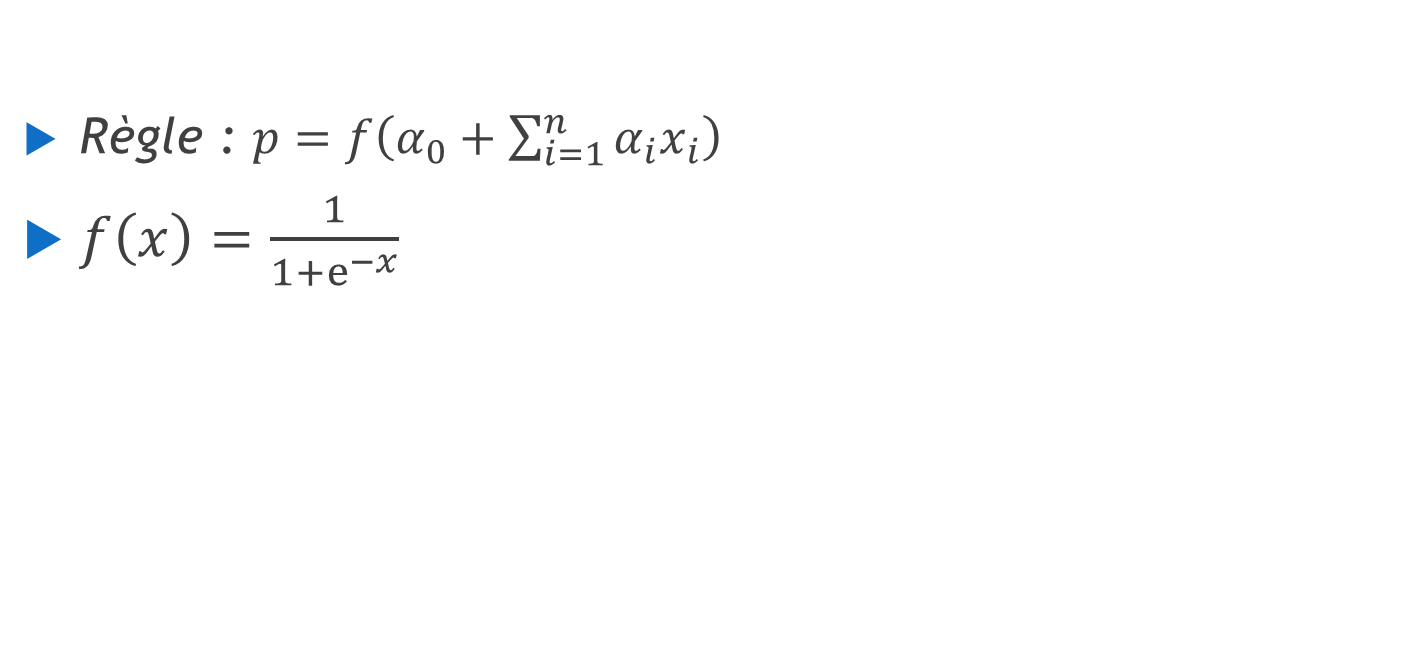 ▶ Règle : p = f(α₀ + ∑ⁿᵢ₌₁ αᵢxᵢ)
▶ f(x) = 1/(1+e⁻ˣ)